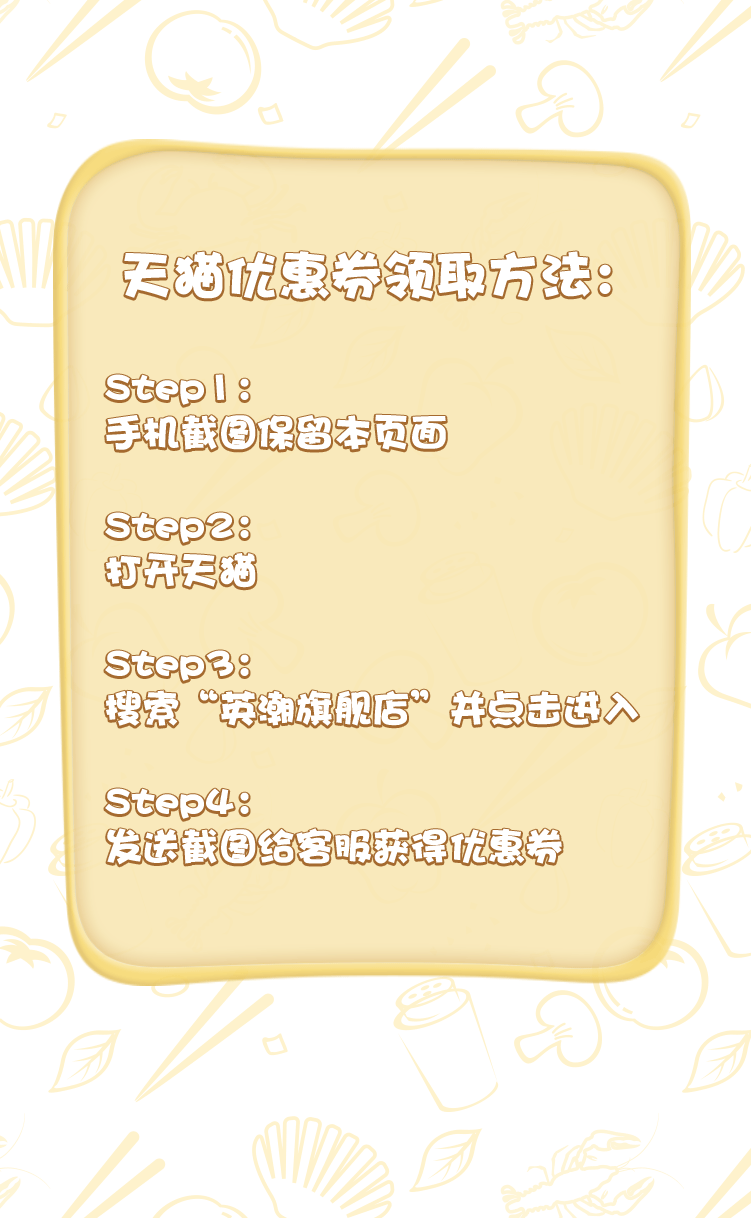 天猫优惠券领取方法:
Step1:
手机截图保留本页面
Step2:
打开天猫
Step3:
搜索“英潮旗舰店”并点击进入
Step4:
发送截图给客服获得优惠券